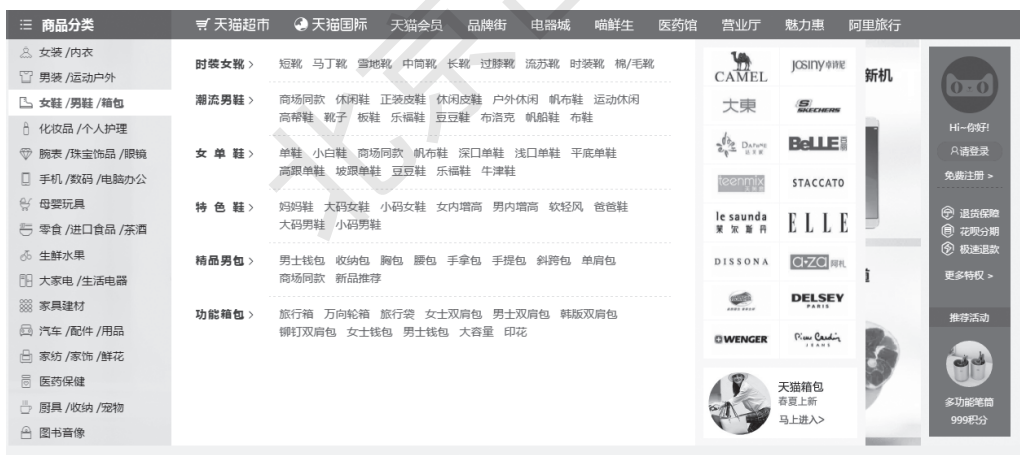 商品分类 天猫超市 天猫国际 天猫会员 品牌街 电器城 喵鲜生 医药馆 营业厅 魅力惠 阿里旅行
女装 /内衣
男装 /运动户外
女鞋 /男鞋 /箱包
化妆品 /个人护理
腕表 /珠宝饰品 /眼镜
手机 /数码 /电脑办公
母婴玩具
零食 /进口食品 /茶酒
生鲜水果
大家电 /生活电器
家具建材
汽车 /配件 /用品
家纺 /家饰 /鲜花
医药保健
厨具 /收纳 /宠物
图书音像
时装女靴 > 短靴 马丁靴 雪地靴 中筒靴 长靴 过膝靴 流苏靴 时装靴 棉/毛靴
潮流男鞋 > 商场同款 休闲鞋 正装皮鞋 休闲皮鞋 户外休闲 帆布鞋 运动休闲
高帮鞋 靴子 板鞋 乐福鞋 豆豆鞋 布洛克 帆船鞋 布鞋
女 单 鞋 > 单鞋 小白鞋 商场同款 帆布鞋 深口单鞋 浅口单鞋 平底单鞋
高跟单鞋 坡跟单鞋 豆豆鞋 乐福鞋 牛津鞋
特 色 鞋 > 妈妈鞋 大码女鞋 小码女鞋 女内增高 男内增高 软轻风 爸爸鞋
大码男鞋 小码男鞋
精品男包 > 男士钱包 收纳包 胸包 腰包 手拿包 手提包 斜跨包 单肩包
商场同款 新品推荐
功能箱包 > 旅行箱 万向轮箱 旅行袋 女士双肩包 男士双肩包 韩版双肩包
铆钉双肩包 女士钱包 男士钱包 大容量 印花
CAMEL JOSINY卓诗尼
大東 SKECHERS
DAPHNE BeLLE
teenmix STACCATO
le saunda
莱尔斯丹 ELLE
DISSONA a·za 阿札
DELSEY
PARIS
WENGER Pierre Cardin
JEANS
天猫箱包
春夏上新
马上进入>
新机
Hi~你好!
请登录
免费注册 >
退货保障
花呗分期
极速退款
更多特权 >
推荐活动
多功能笔筒
999积分
北京